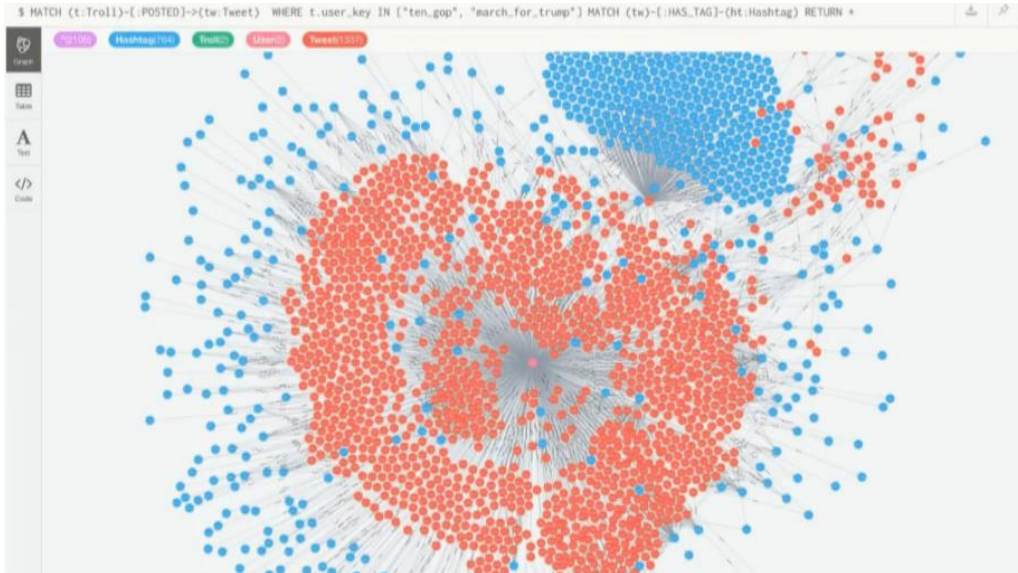 $ MATCH (t:Troll)-[:POSTED]->(tw:Tweet)  WHERE t.user_key IN ["ten_gop", "march_for_trump"] MATCH (tw)-[:HAS_TAG]-(ht:Hashtag) RETURN *
*(2105) Hashtag(764) Troll(2) User(2) Tweet(1337)
Graph
Table
A
Text
</>
Code